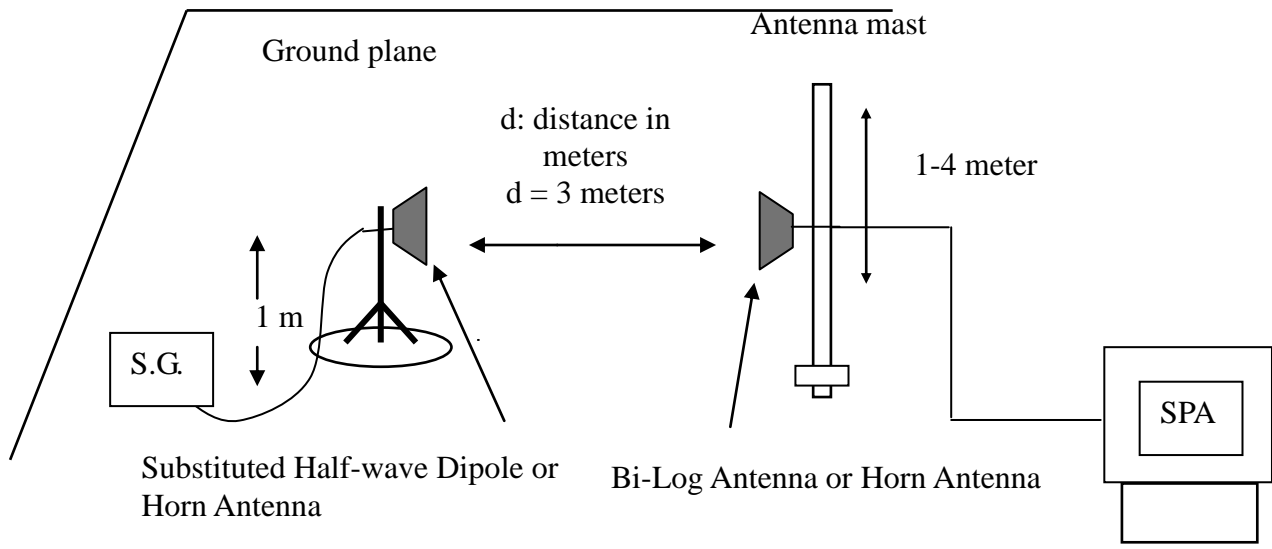 Ground plane
Antenna mast
d: distance in
meters
d = 3 meters
1-4 meter
1 m
S.G.
SPA
Substituted Half-wave Dipole or
Horn Antenna
Bi-Log Antenna or Horn Antenna